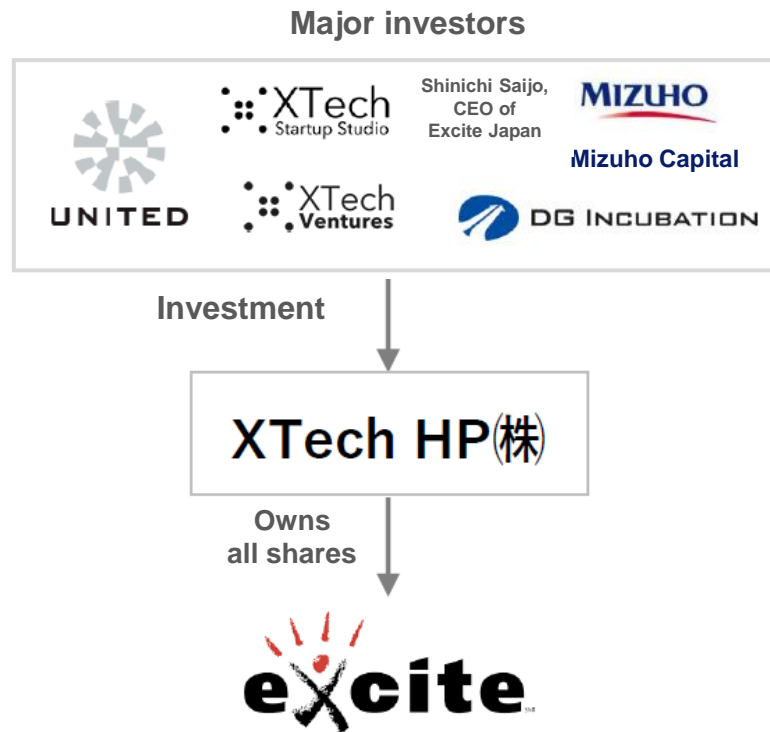 Major investors
UNITED
XTech
Startup Studio
Shinichi Saijo,
CEO of
Excite Japan
MIZUHO
Mizuho Capital
XTech
Ventures
DG INCUBATION
Investment
XTech HP㈱
Owns
all shares
excite